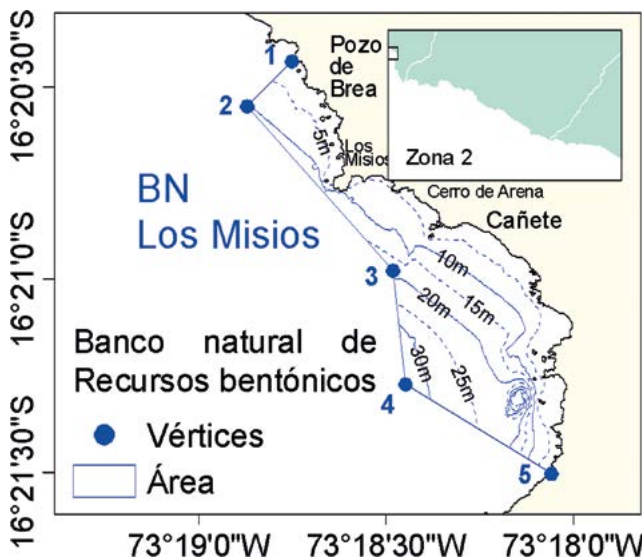 16°20'30"S
16°21'0"S
16°21'30"S
1
Pozo
de
Brea
2
5m
Los
Misios
Zona 2
Cerro de Arena
Cañete
BN
Los Misios
3
10m
15m
20m
25m
30m
4
5
Banco natural de
Recursos bentónicos
Vértices
Área
73°19'0"W
73°18'30"W
73°18'0"W